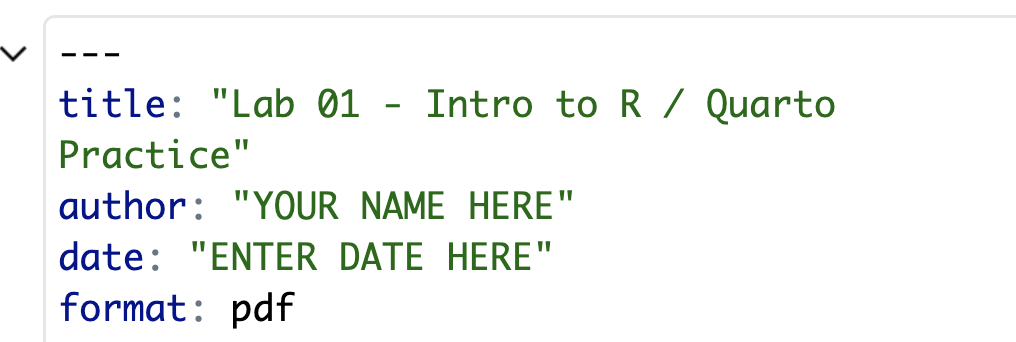 ---
title: "Lab 01 - Intro to R / Quarto
Practice"
author: "YOUR NAME HERE"
date: "ENTER DATE HERE"
format: pdf